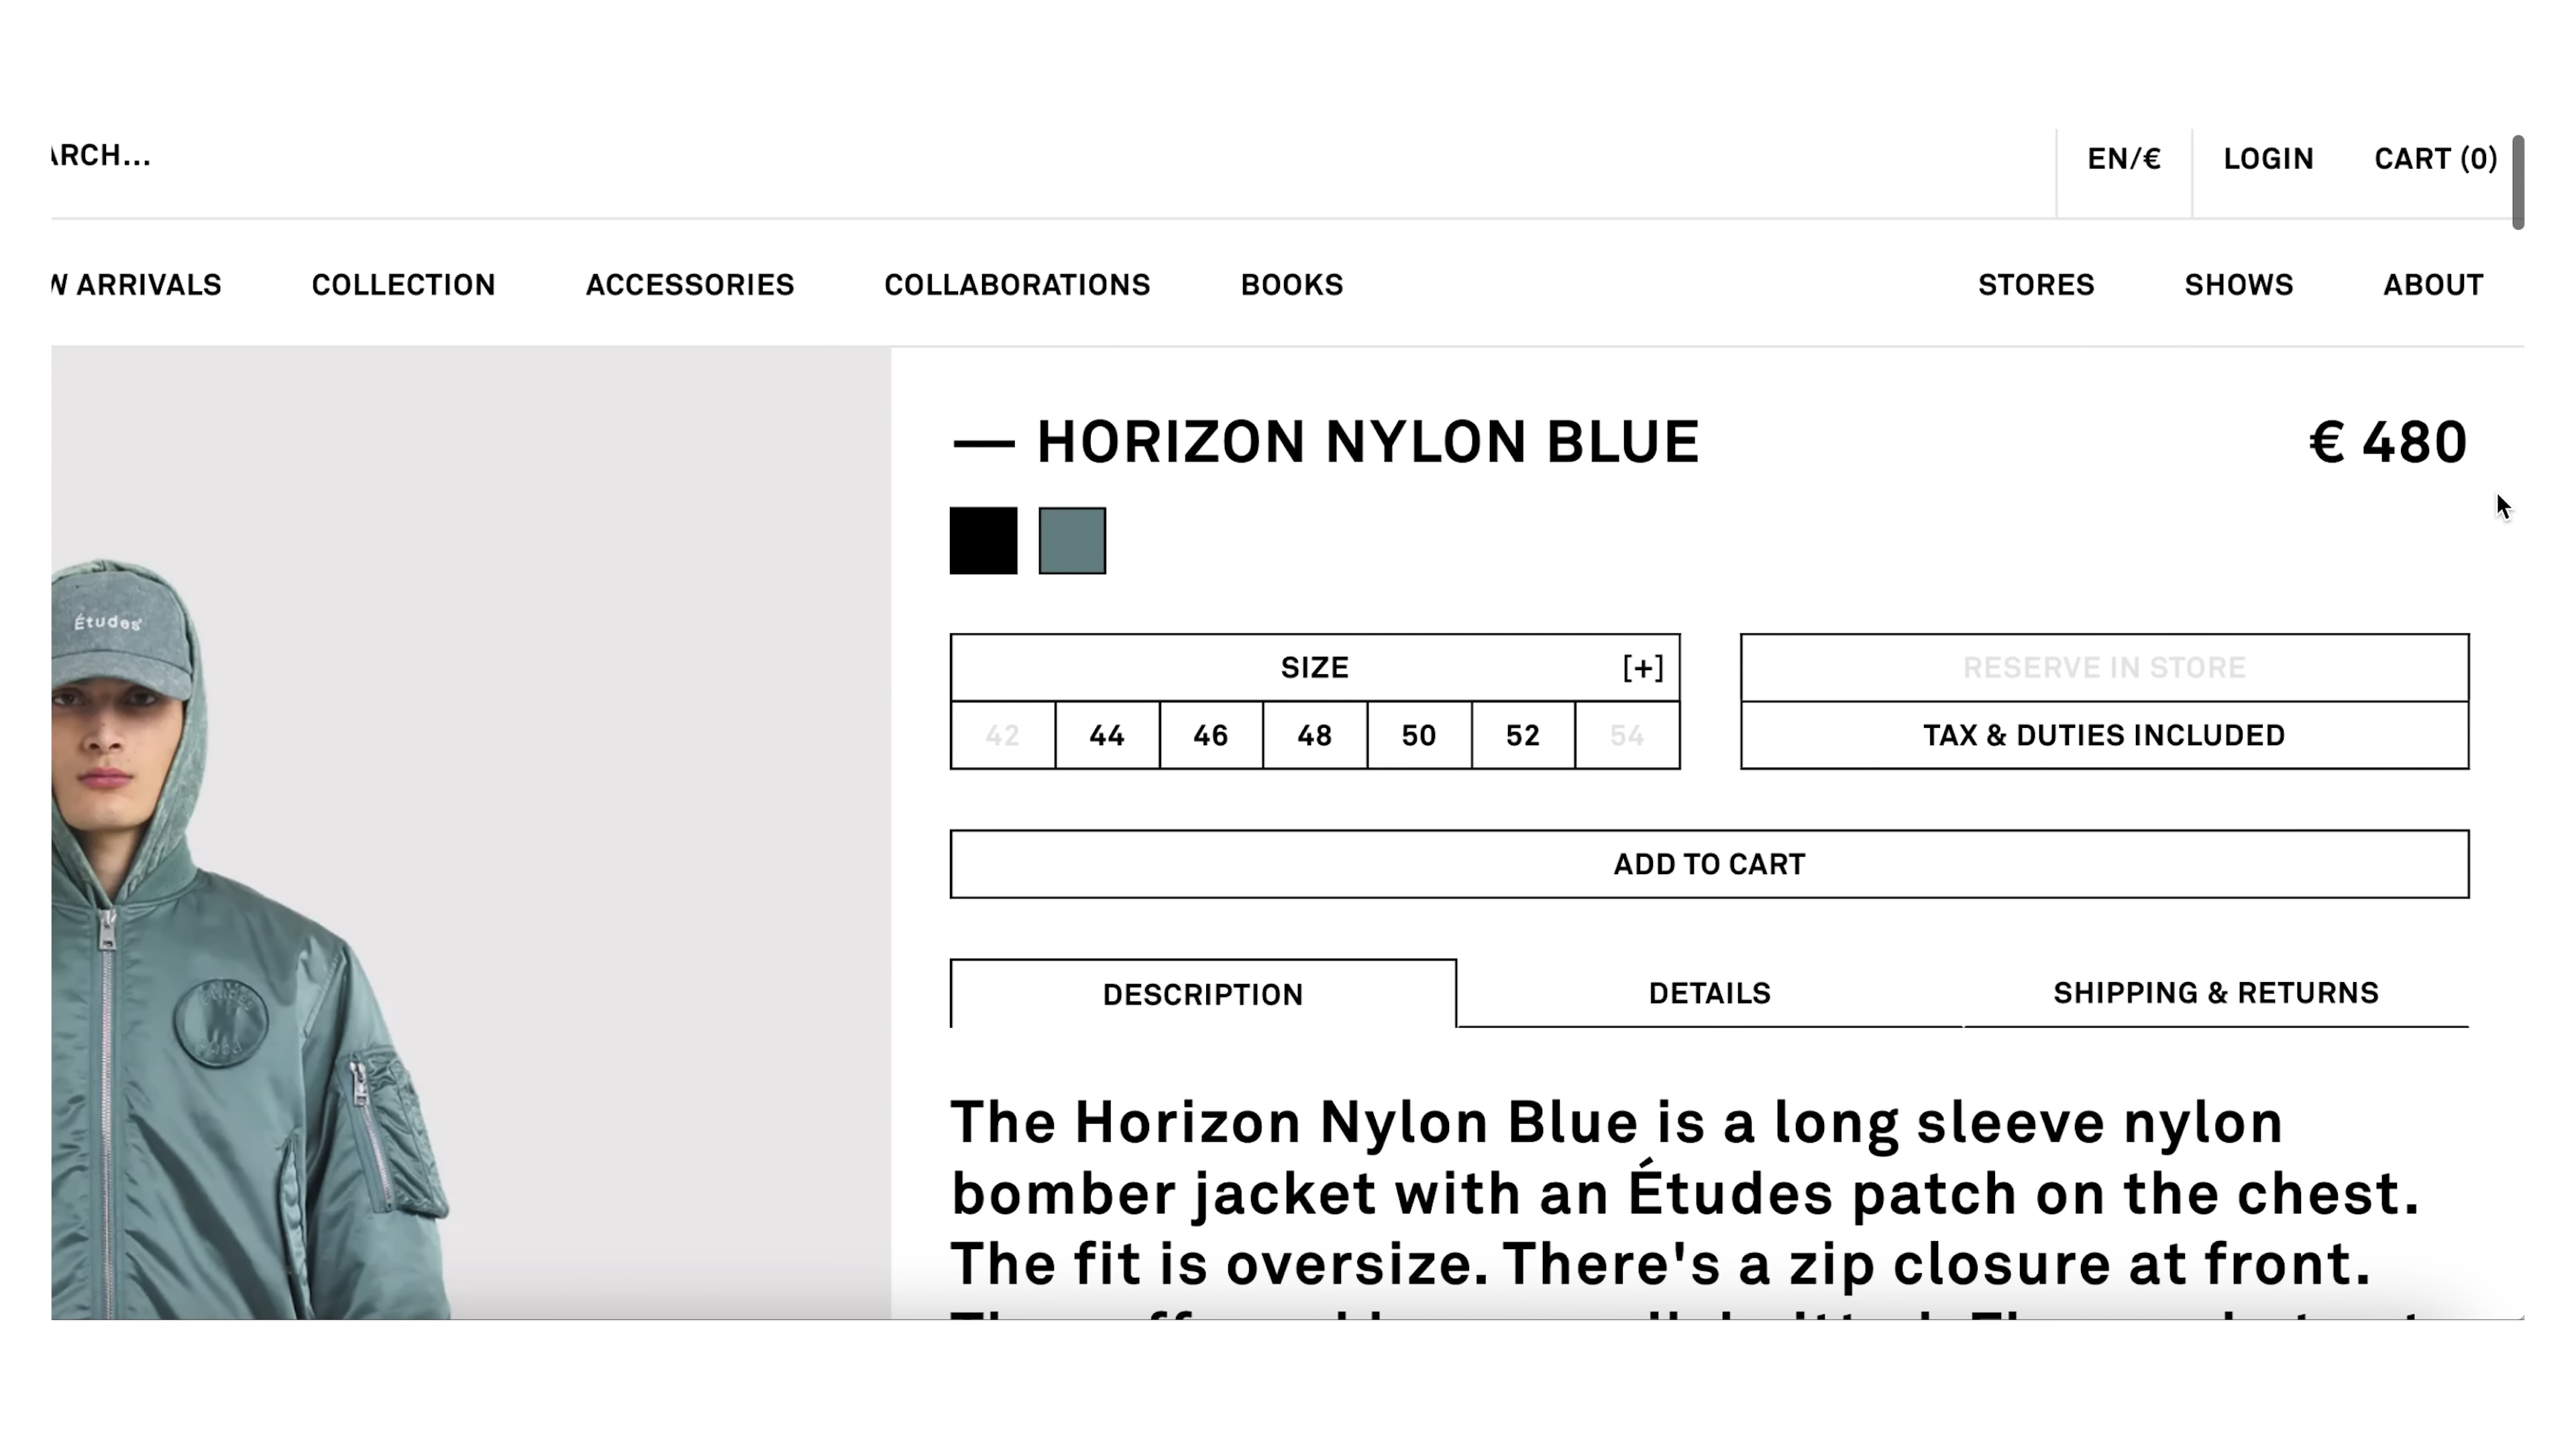 ARCH...
EN/€
LOGIN
CART (0)
W ARRIVALS
COLLECTION
ACCESSORIES
COLLABORATIONS
BOOKS
STORES
SHOWS
ABOUT
— HORIZON NYLON BLUE
€ 480
Études
SIZE [+]
42 44 46 48 50 52 54
RESERVE IN STORE
TAX & DUTIES INCLUDED
ADD TO CART
DESCRIPTION
DETAILS
SHIPPING & RETURNS
The Horizon Nylon Blue is a long sleeve nylon
bomber jacket with an Études patch on the chest.
The fit is oversize. There's a zip closure at front.